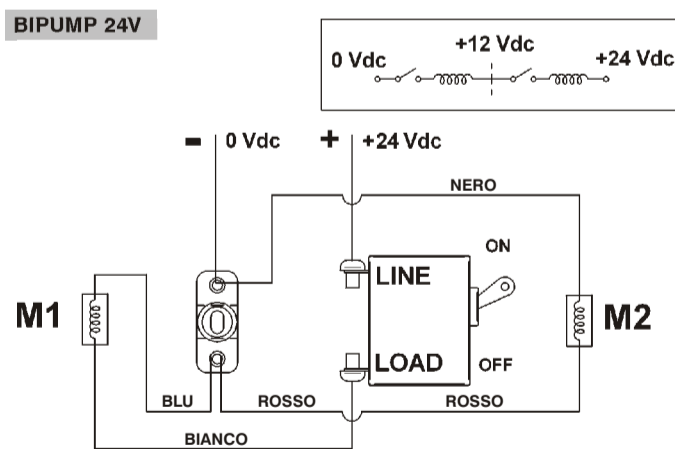 BIPUMP 24V
0 Vdc
+12 Vdc
+24 Vdc
- 0 Vdc
+ +24 Vdc
NERO
ON
LINE
M1
M2
LOAD
OFF
BLU
ROSSO
ROSSO
BIANCO